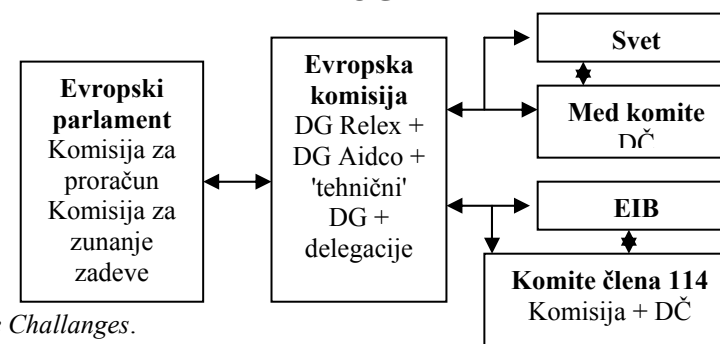 Evropski
parlament
Komisija za
proračun
Komisija za
zunanje
zadeve
Evropska
komisija
DG Relex +
DG Aidco +
'tehnični'
DG +
delegacije
Svet
Med komite
DČ
EIB
Komite člena 114
Komisija + DČ
Challanges.